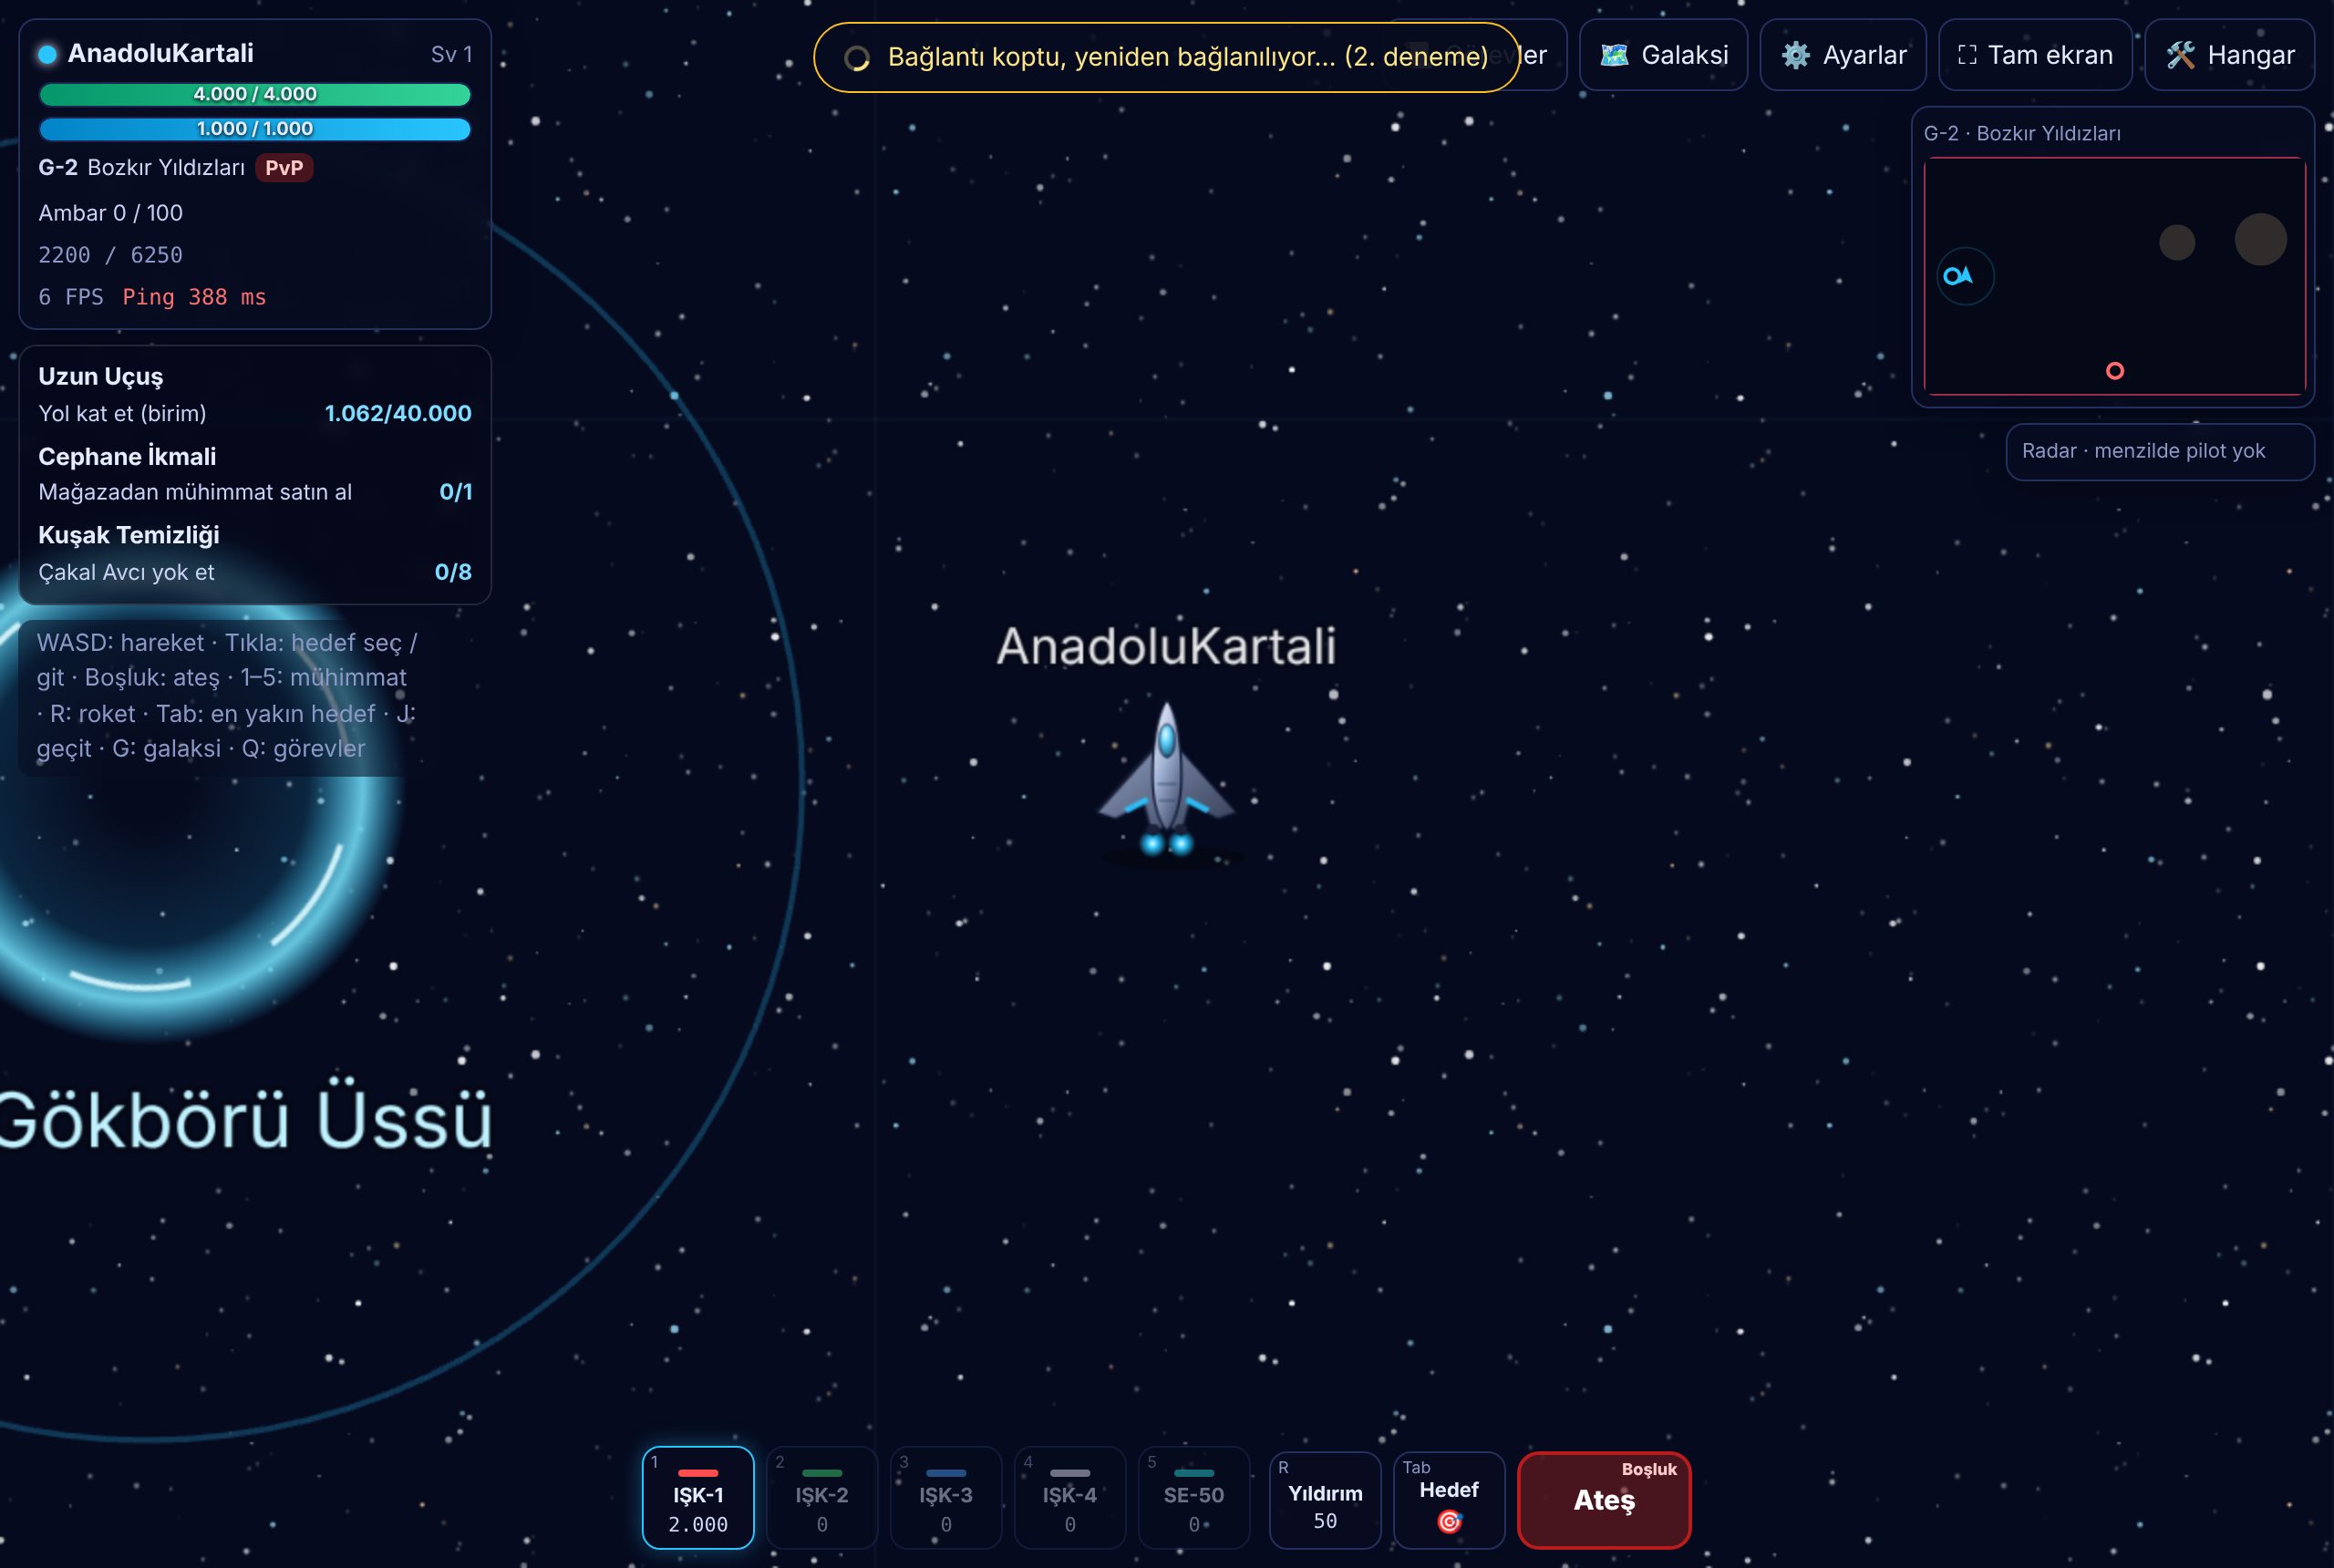 AnadoluKartali
Sv 1
4.000 / 4.000
1.000 / 1.000
G-2 Bozkır Yıldızları PvP
Ambar 0 / 100
2200 / 6250
6 FPS Ping 388 ms
Uzun Uçuş
Yol kat et (birim) 1.062/40.000
Cephane İkmali
Mağazadan mühimmat satın al 0/1
Kuşak Temizliği
Çakal Avcı yok et 0/8
WASD: hareket · Tıkla: hedef seç /
git · Boşluk: ateş · 1–5: mühimmat
· R: roket · Tab: en yakın hedef · J:
geçit · G: galaksi · Q: görevler
Bağlantı koptu, yeniden bağlanılıyor... (2. deneme)
Galaksi
Ayarlar
Tam ekran
Hangar
G-2 · Bozkır Yıldızları
Radar · menzilde pilot yok
AnadoluKartali
Gökbörü Üssü
1
IŞK-1
2.000
2
IŞK-2
0
3
IŞK-3
0
4
IŞK-4
0
5
SE-50
0
R
Yıldırım
50
Tab
Hedef
Boşluk
Ateş